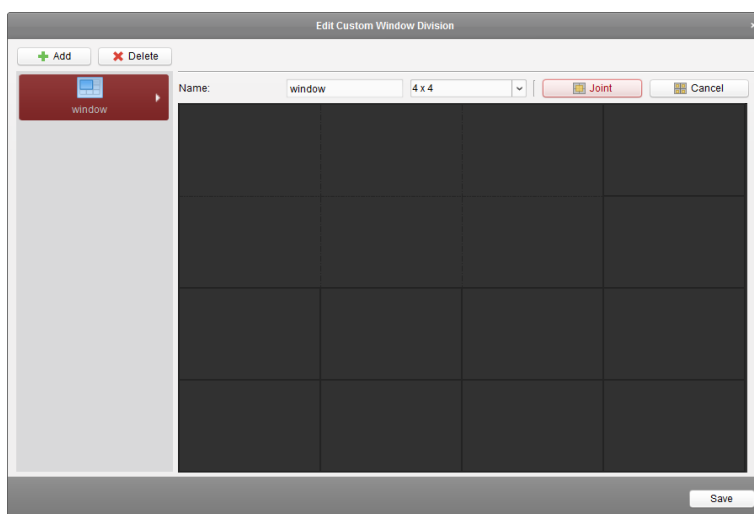 Edit Custom Window Division
Add Delete
window
Name: window 4 x 4 Joint Cancel
Save